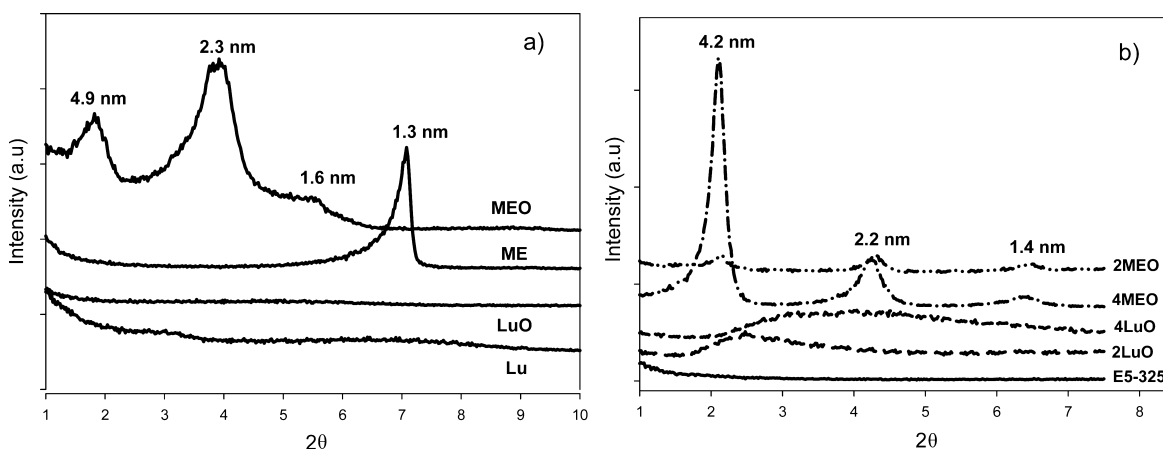 a)
2.3 nm
4.9 nm
1.3 nm
1.6 nm
MEO
ME
LuO
Lu
Intensity (a.u)
1 2 3 4 5 6 7 8 9 10
2θ
b)
4.2 nm
2.2 nm
1.4 nm
2MEO
4MEO
4LuO
2LuO
E5-325
Intensity (a.u)
1 2 3 4 5 6 7 8
2θ